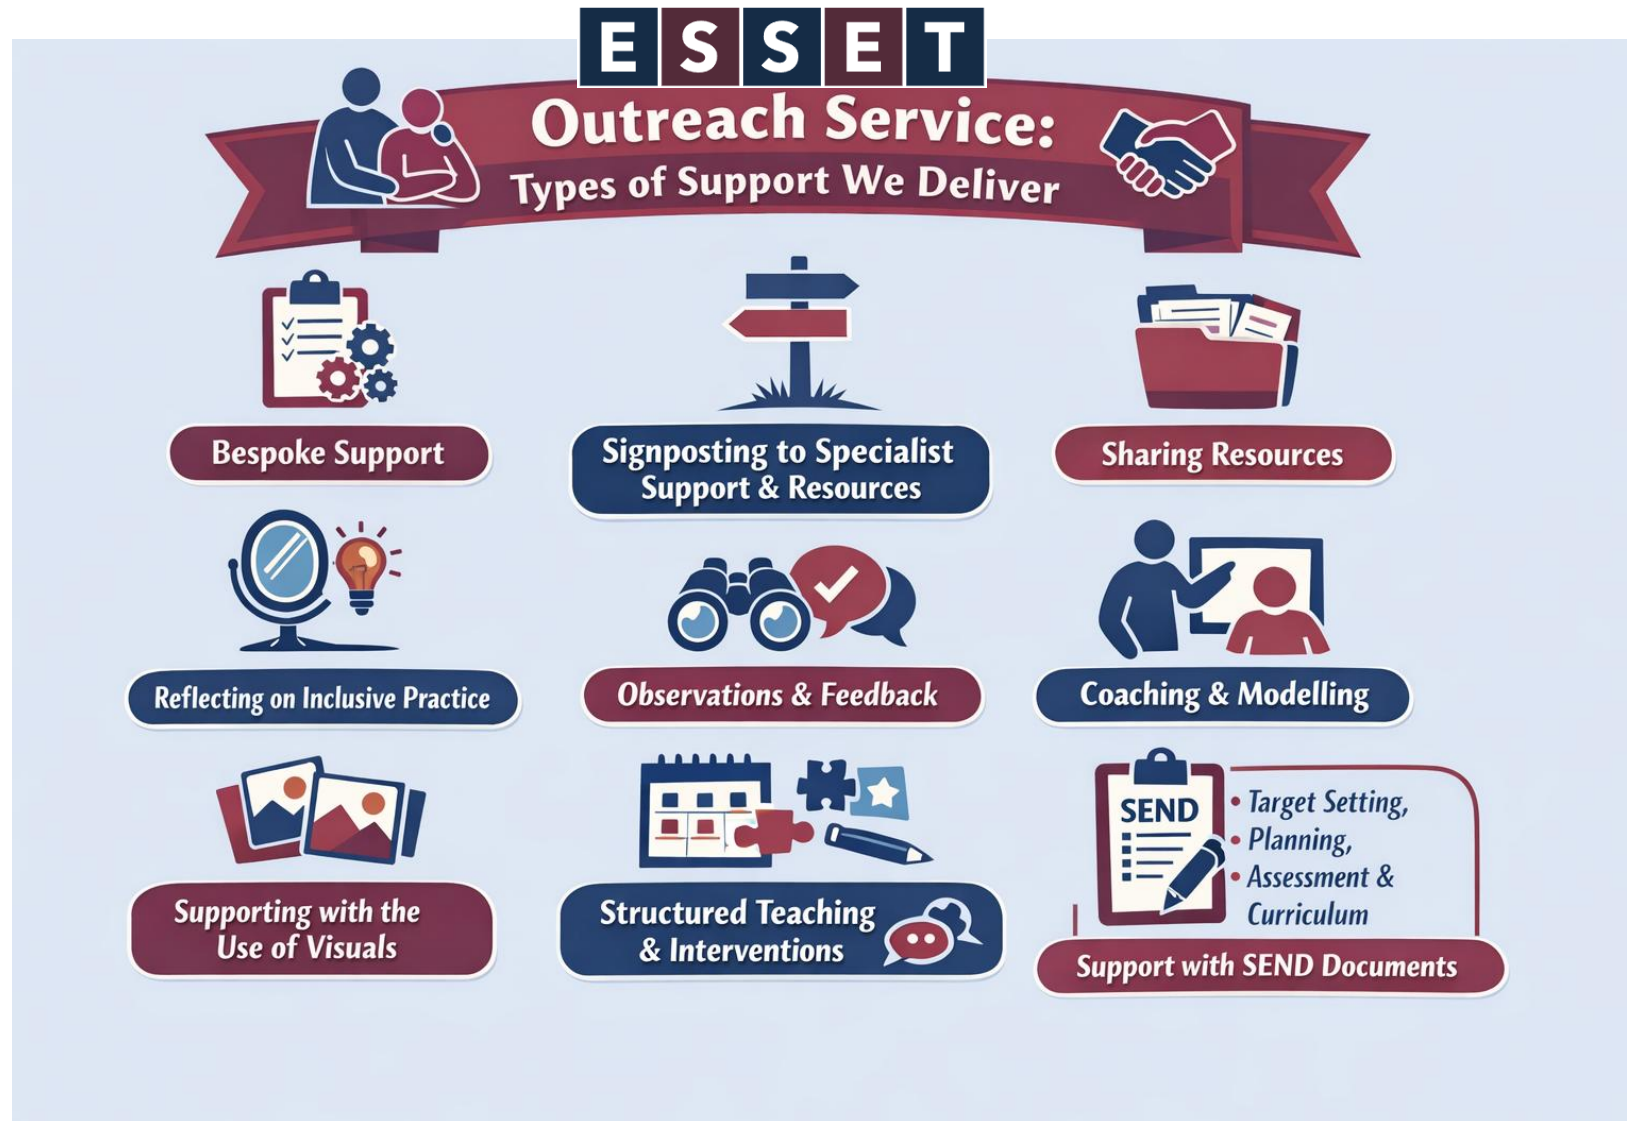 ESSET
Outreach Service:
Types of Support We Deliver
Bespoke Support
Signposting to Specialist
Support & Resources
Sharing Resources
Reflecting on Inclusive Practice
Observations & Feedback
Coaching & Modelling
Supporting with the
Use of Visuals
Structured Teaching
& Interventions
SEND
• Target Setting,
• Planning,
• Assessment &
Curriculum
Support with SEND Documents